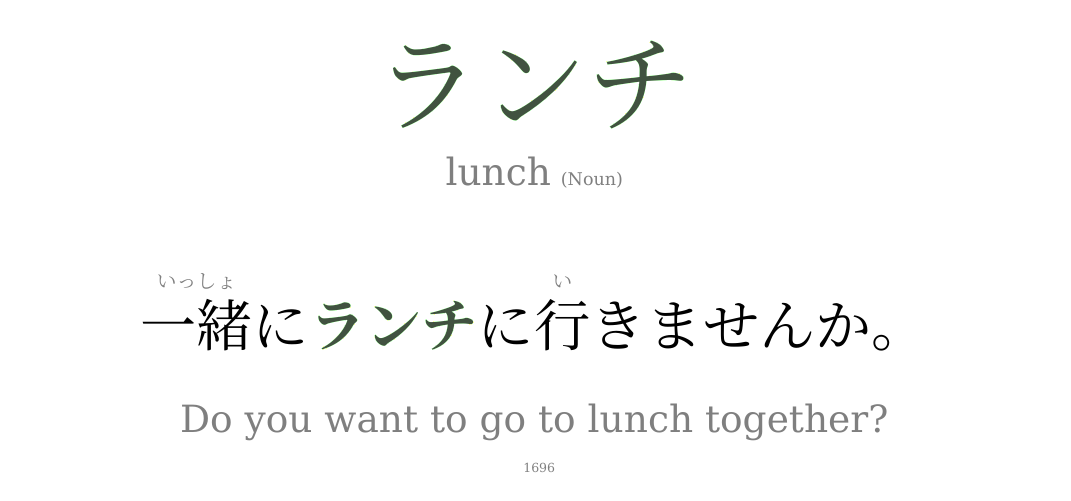 ランチ
lunch (Noun)
いっしょ い
一緒にランチに行きませんか。
Do you want to go to lunch together?
1696